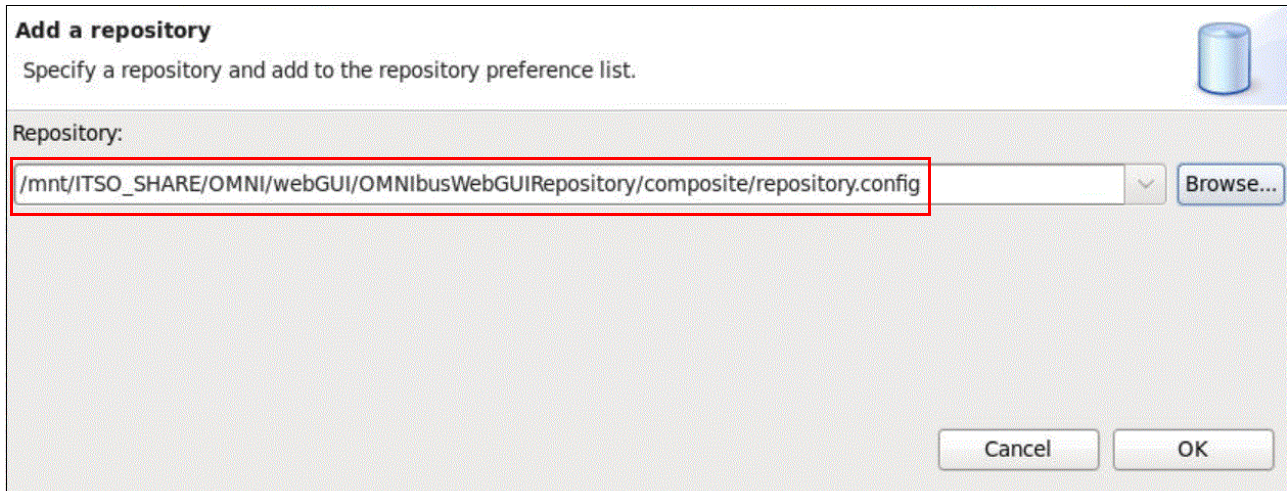 Add a repository
Specify a repository and add to the repository preference list.
Repository:
/mnt/ITSO_SHARE/OMNI/webGUI/OMNIbusWebGUIRepository/composite/repository.config
Browse...
Cancel
OK